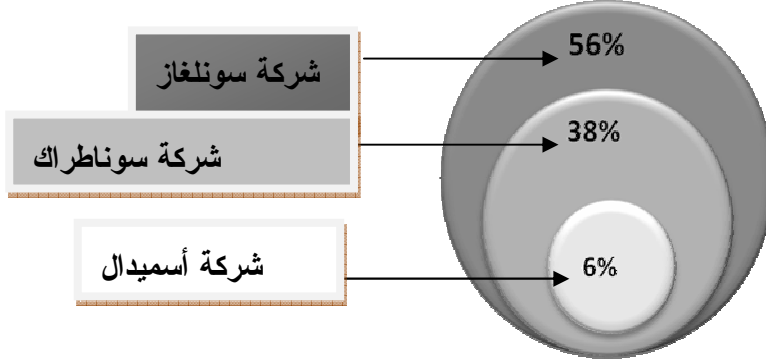 شركة سونلغاز
56%
شركة سوناطراك
38%
شركة أسميدال
6%